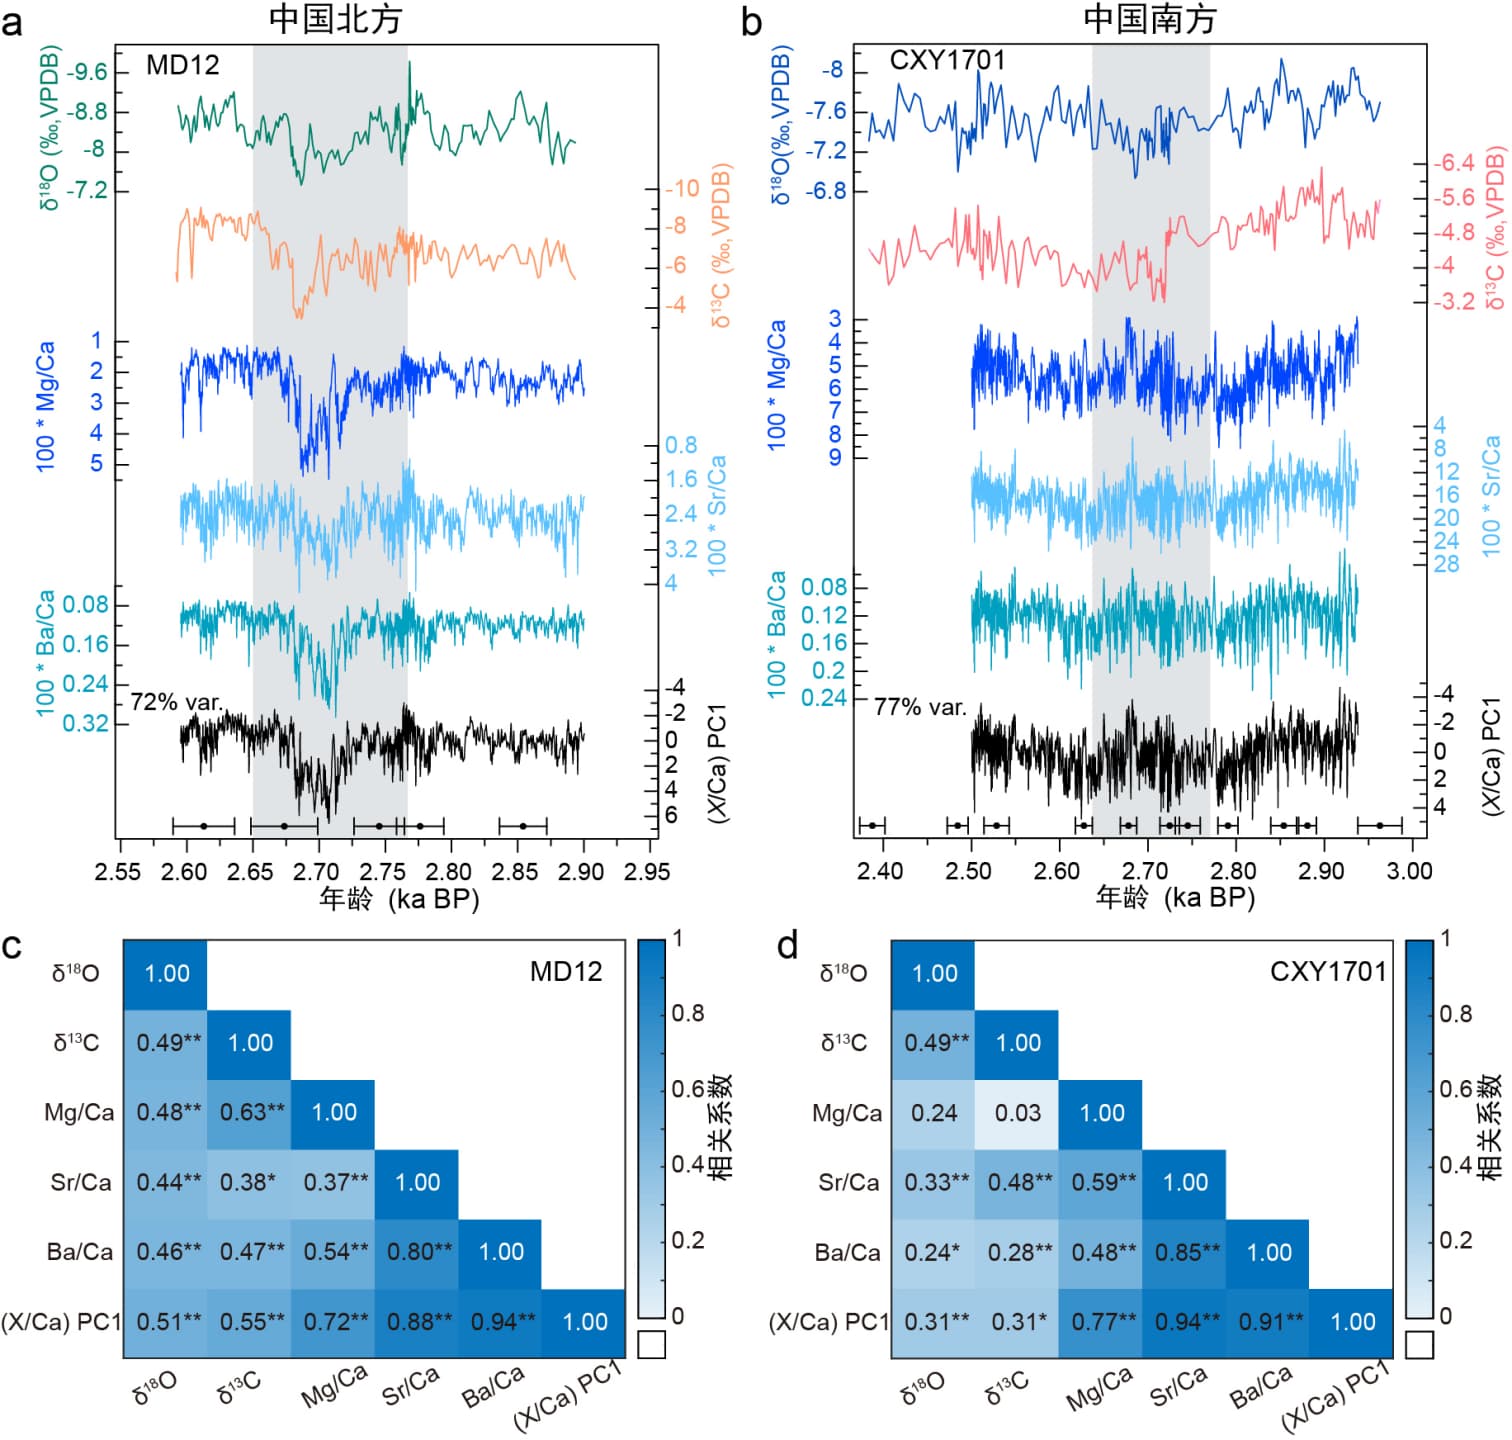 a
中国北方
MD12
δ¹⁸O (‰,VPDB)
-9.6
-8.8
-8
-7.2
δ¹³C (‰,VPDB)
-10
-8
-6
-4
100 * Mg/Ca
1
2
3
4
5
100 * Sr/Ca
0.8
1.6
2.4
3.2
4
100 * Ba/Ca
0.08
0.16
0.24
0.32
72% var.
(X/Ca) PC1
-4
-2
0
2
4
6
2.55 2.60 2.65 2.70 2.75 2.80 2.85 2.90 2.95
年龄 (ka BP)
b
中国南方
CXY1701
δ¹⁸O(‰,VPDB)
-8
-7.6
-7.2
-6.8
δ¹³C (‰,VPDB)
-6.4
-5.6
-4.8
-4
-3.2
100 * Mg/Ca
3
4
5
6
7
8
9
100 * Sr/Ca
4
8
12
16
20
24
28
100 * Ba/Ca
0.08
0.12
0.16
0.2
0.24
77% var.
(X/Ca) PC1
-4
-2
0
2
4
2.40 2.50 2.60 2.70 2.80 2.90 3.00
年龄 (ka BP)
c
MD12
δ¹⁸O 1.00
δ¹³C 0.49** 1.00
Mg/Ca 0.48** 0.63** 1.00
Sr/Ca 0.44** 0.38* 0.37** 1.00
Ba/Ca 0.46** 0.47** 0.54** 0.80** 1.00
(X/Ca) PC1 0.51** 0.55** 0.72** 0.88** 0.94** 1.00
δ¹⁸O δ¹³C Mg/Ca Sr/Ca Ba/Ca (X/Ca) PC1
1
0.8
0.6
0.4
0.2
0
相关系数
d
CXY1701
δ¹⁸O 1.00
δ¹³C 0.49** 1.00
Mg/Ca 0.24 0.03 1.00
Sr/Ca 0.33** 0.48** 0.59** 1.00
Ba/Ca 0.24* 0.28** 0.48** 0.85** 1.00
(X/Ca) PC1 0.31** 0.31* 0.77** 0.94** 0.91** 1.00
δ¹⁸O δ¹³C Mg/Ca Sr/Ca Ba/Ca (X/Ca) PC1
1
0.8
0.6
0.4
0.2
0
相关系数